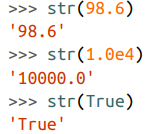 >>> str(98.6)
'98.6'
>>> str(1.0e4)
'10000.0'
>>> str(True)
'True'